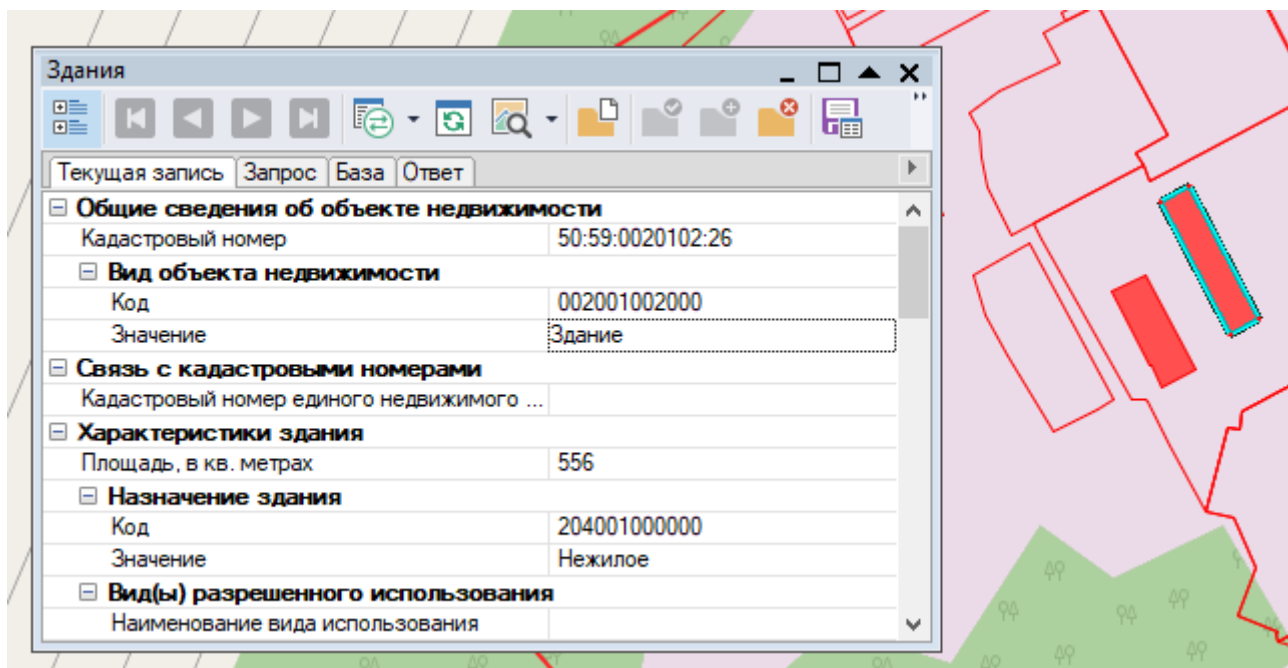 Здания
Текущая запись Запрос База Ответ
Общие сведения об объекте недвижимости
Кадастровый номер 50:59:0020102:26
Вид объекта недвижимости
Код 002001002000
Значение Здание
Связь с кадастровыми номерами
Кадастровый номер единого недвижимого ...
Характеристики здания
Площадь, в кв. метрах 556
Назначение здания
Код 204001000000
Значение Нежилое
Вид(ы) разрешенного использования
Наименование вида использования